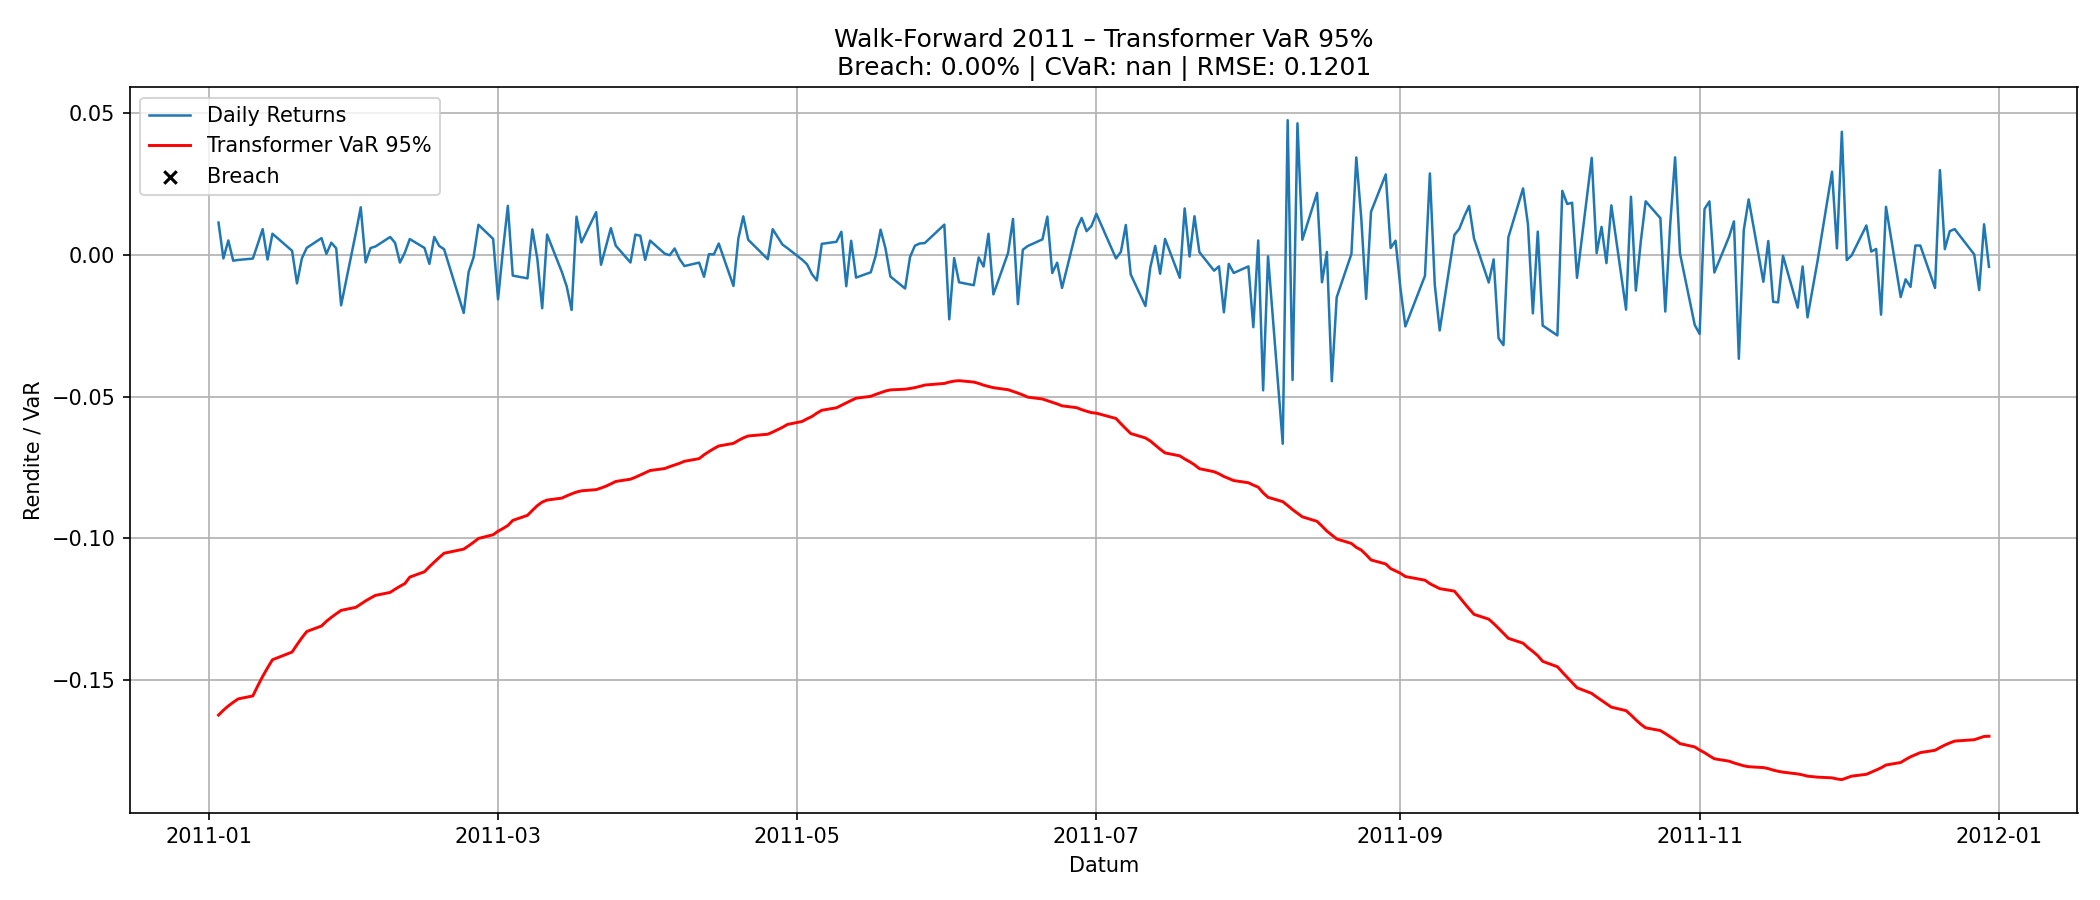 Walk-Forward 2011 – Transformer VaR 95%
Breach: 0.00% | CVaR: nan | RMSE: 0.1201
Daily Returns
Transformer VaR 95%
Breach
Rendite / VaR
0.05
0.00
−0.05
−0.10
−0.15
2011-01
2011-03
2011-05
2011-07
2011-09
2011-11
2012-01
Datum